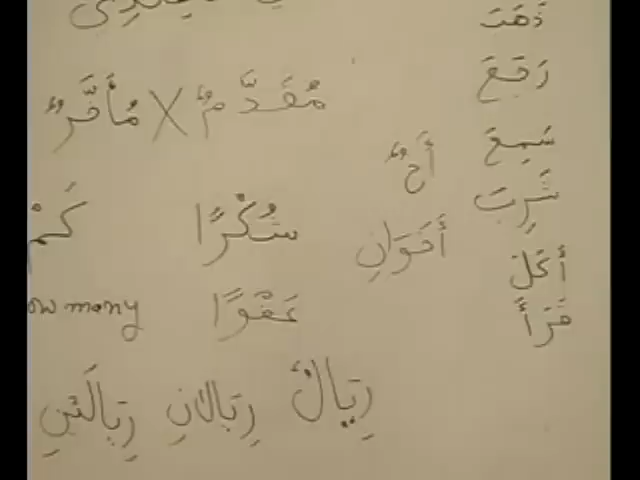 ذَهَبَ
رَجَعَ
مُقَدَّمٌ X مُأَخَّرٌ
سَمِعَ
أَخٌ
شَرِبَ
شُكْرًا
كَمْ
أَخَوَانِ
أَكَلَ
عَفْوًا
ow many
قَرَأَ
رِيَالٌ رِيَالَانِ رِيَالَيْنِ